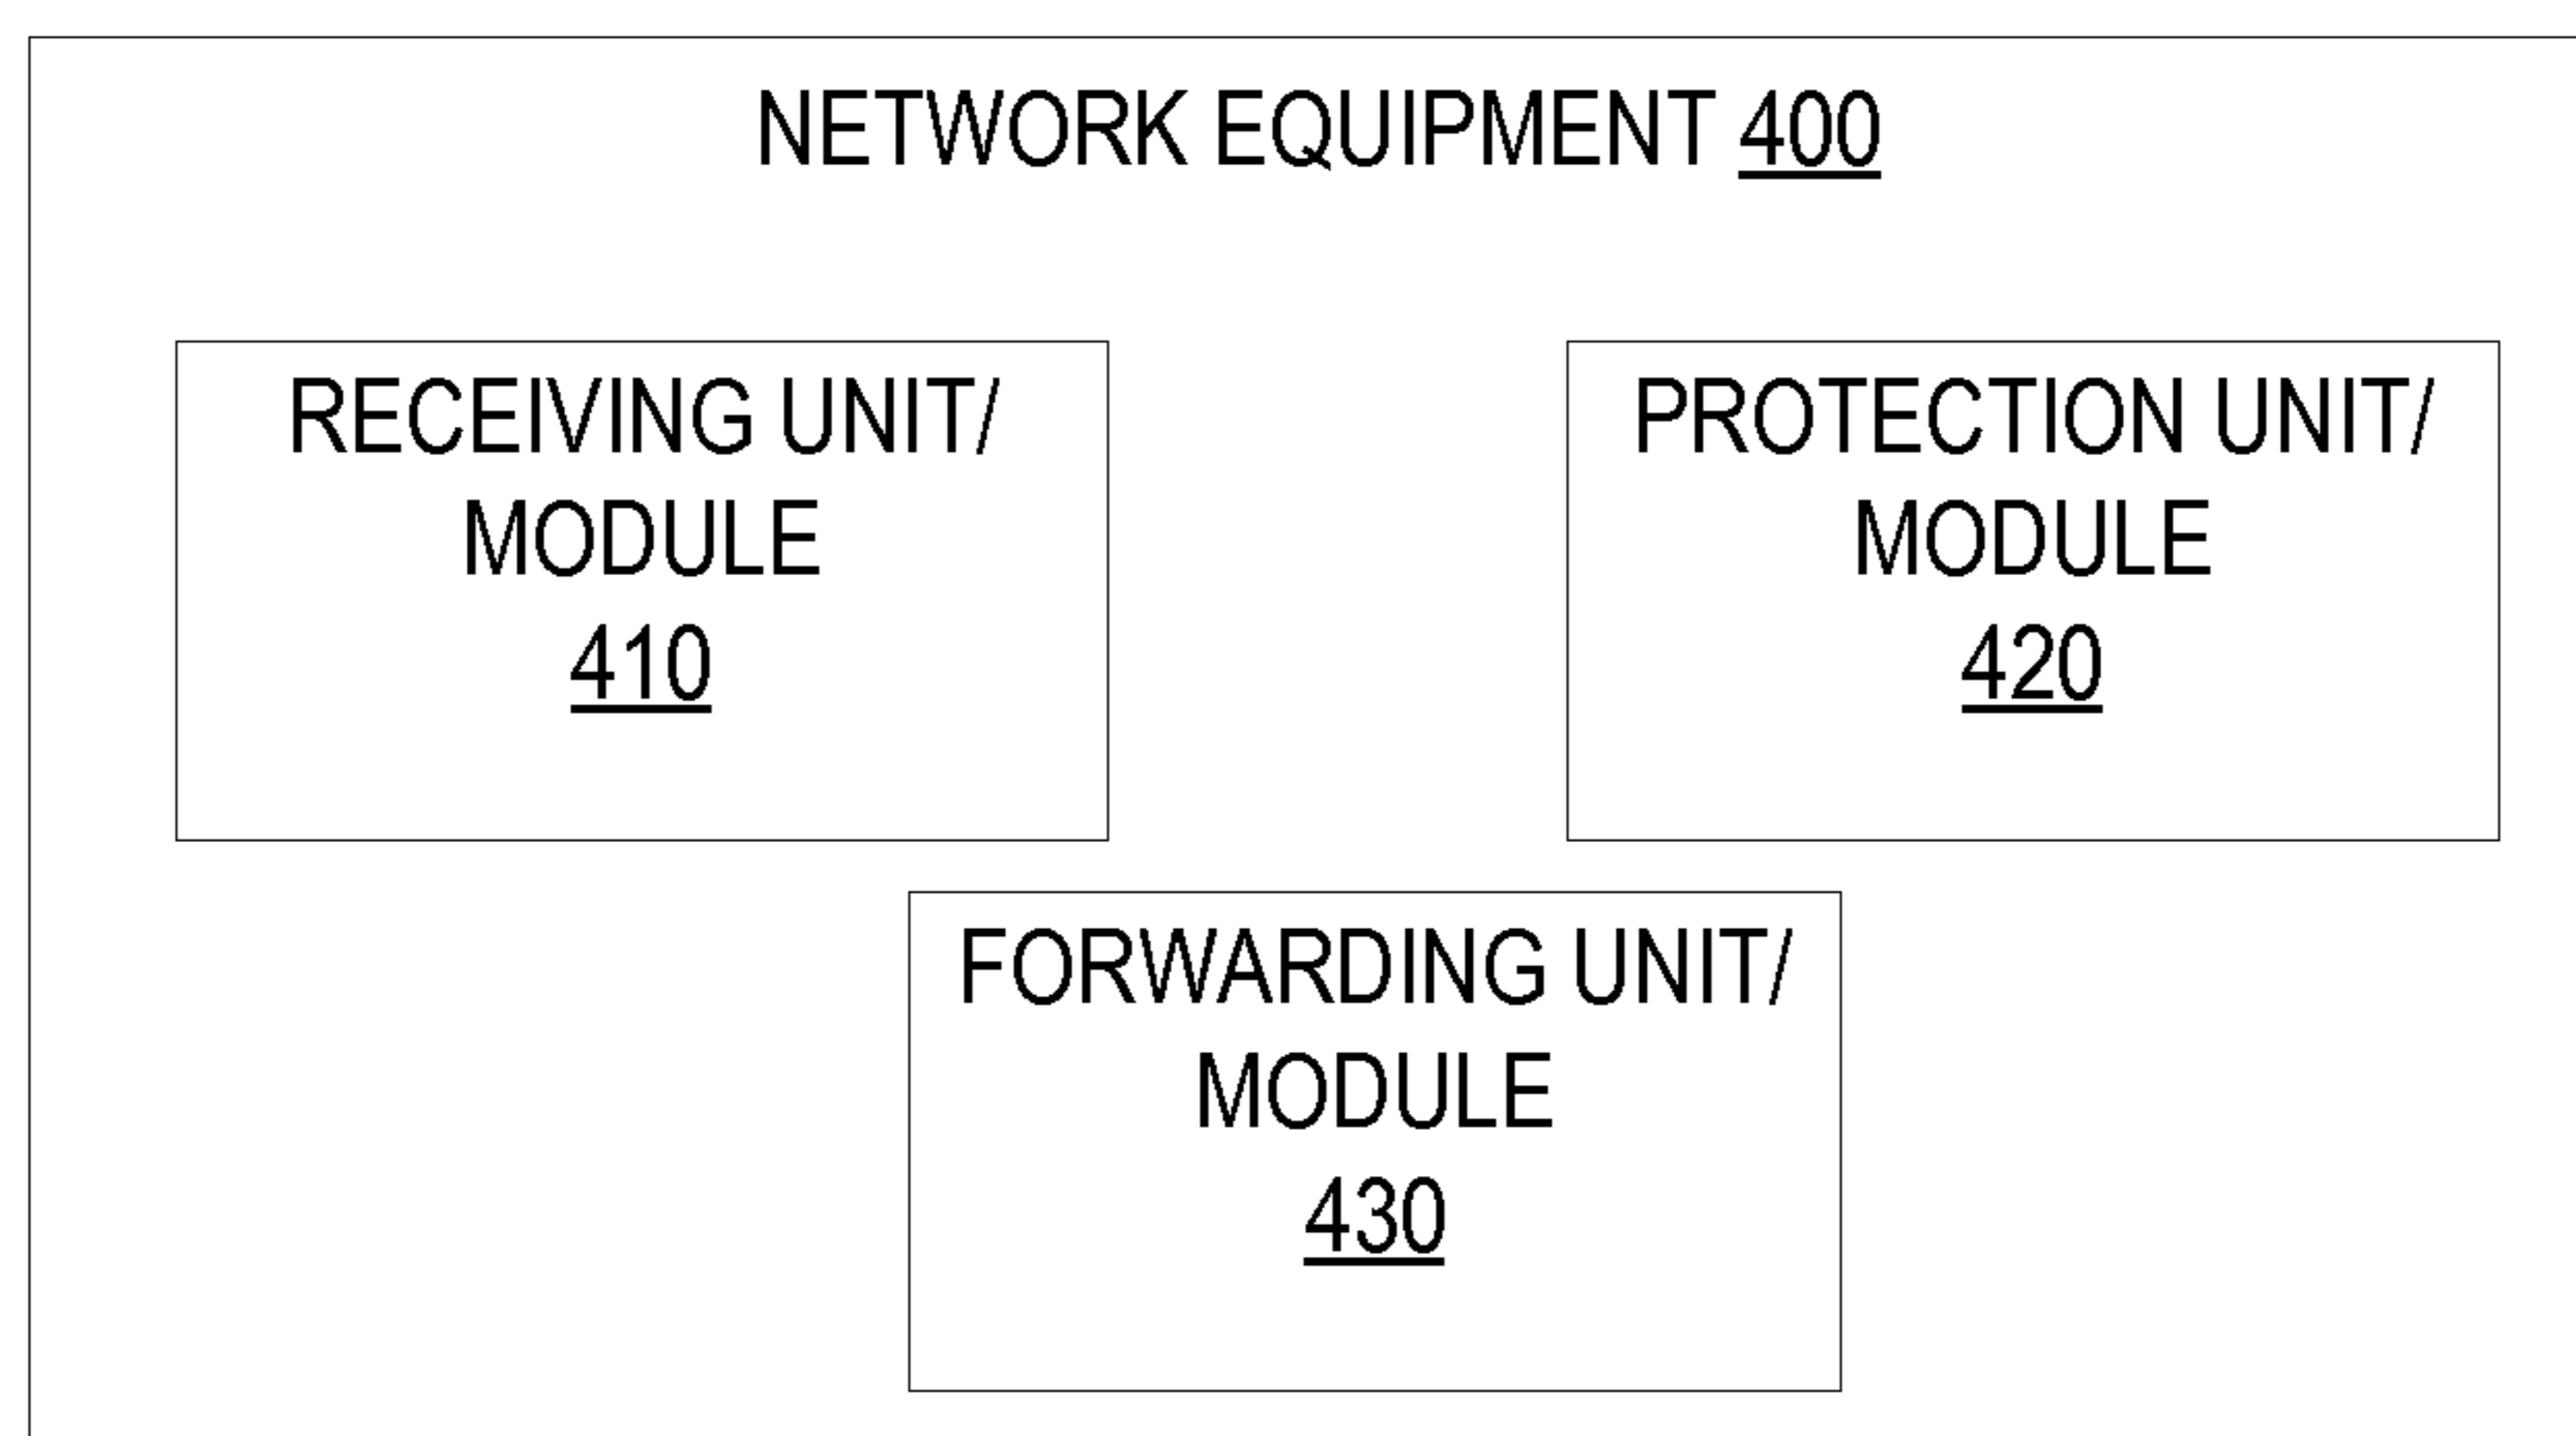 NETWORK EQUIPMENT 400
RECEIVING UNIT/
MODULE
410
PROTECTION UNIT/
MODULE
420
FORWARDING UNIT/
MODULE
430